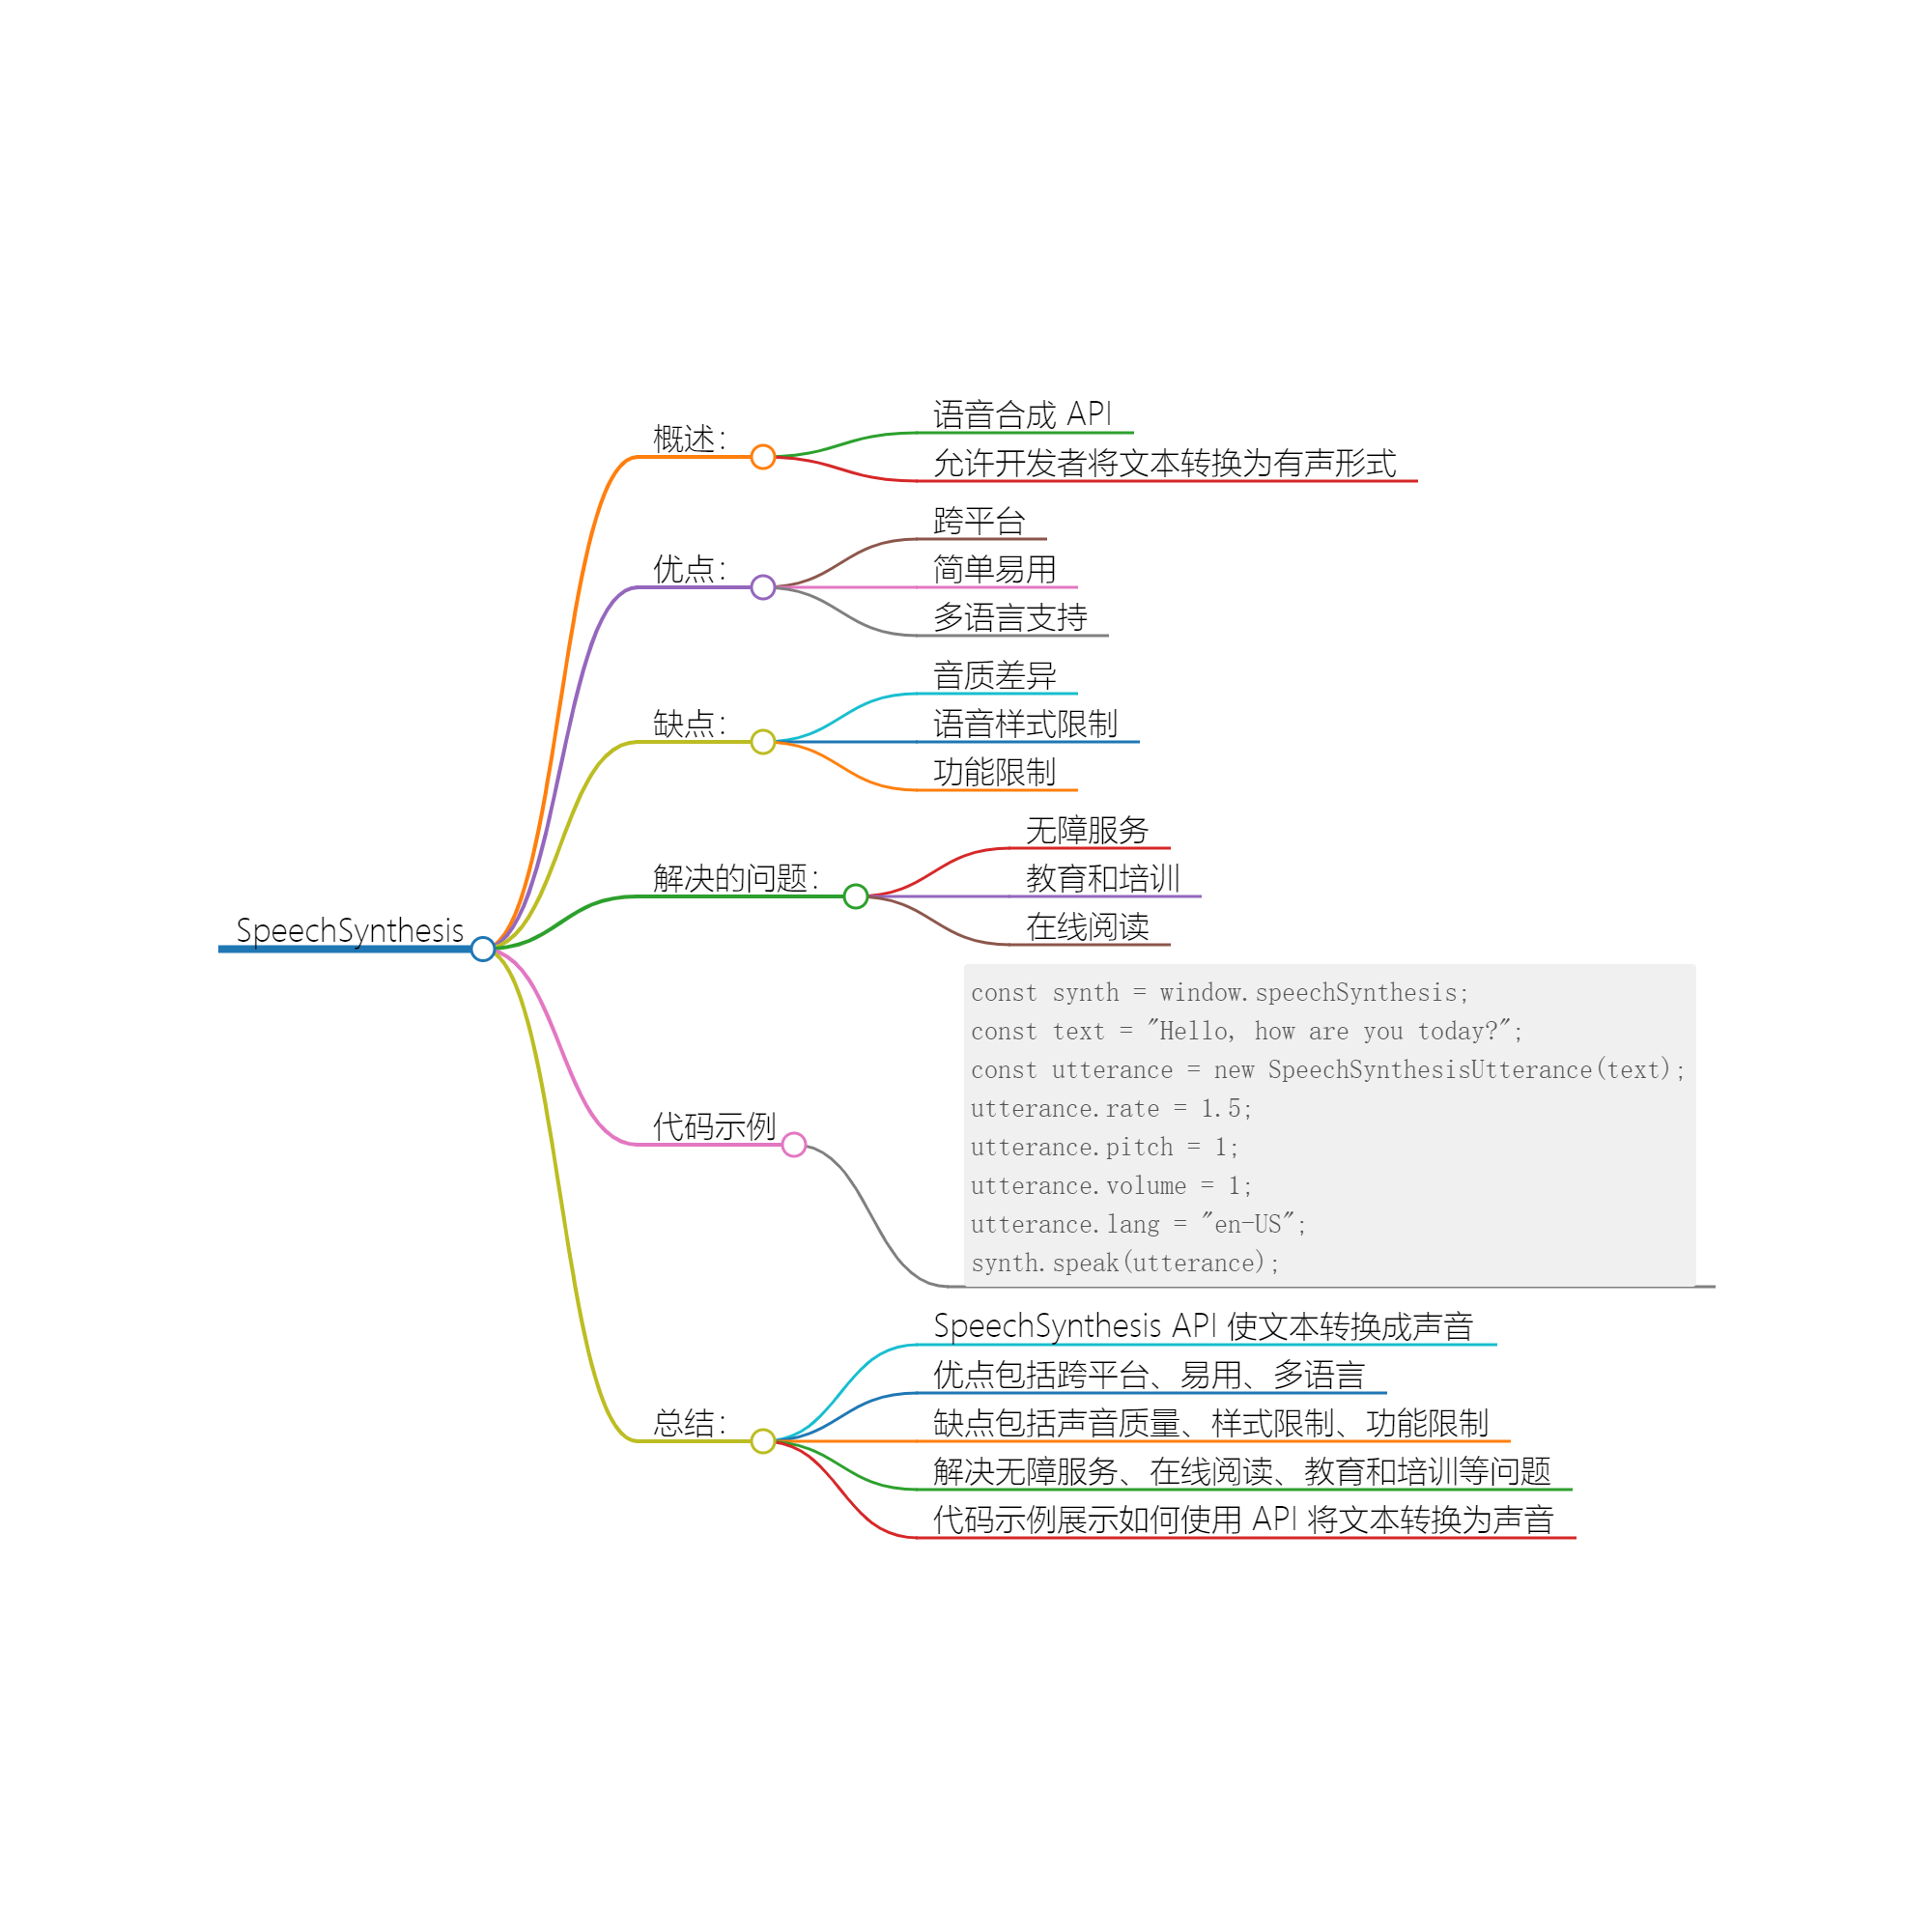 SpeechSynthesis
概述：
语音合成 API
允许开发者将文本转换为有声形式
优点：
跨平台
简单易用
多语言支持
缺点：
音质差异
语音样式限制
功能限制
解决的问题：
无障服务
教育和培训
在线阅读
代码示例
const synth = window.speechSynthesis;
const text = "Hello, how are you today?";
const utterance = new SpeechSynthesisUtterance(text);
utterance.rate = 1.5;
utterance.pitch = 1;
utterance.volume = 1;
utterance.lang = "en-US";
synth.speak(utterance);
总结：
SpeechSynthesis API 使文本转换成声音
优点包括跨平台、易用、多语言
缺点包括声音质量、样式限制、功能限制
解决无障服务、在线阅读、教育和培训等问题
代码示例展示如何使用 API 将文本转换为声音